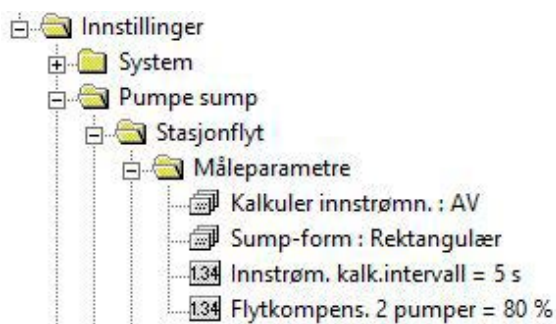 Innstillinger
System
Pumpe sump
Stasjonflyt
Måleparametre
Kalkuler innstrømn. : AV
Sump-form : Rektangulær
1.34 Innstrøm. kalk.intervall = 5 s
1.34 Flytkompens. 2 pumper = 80 %